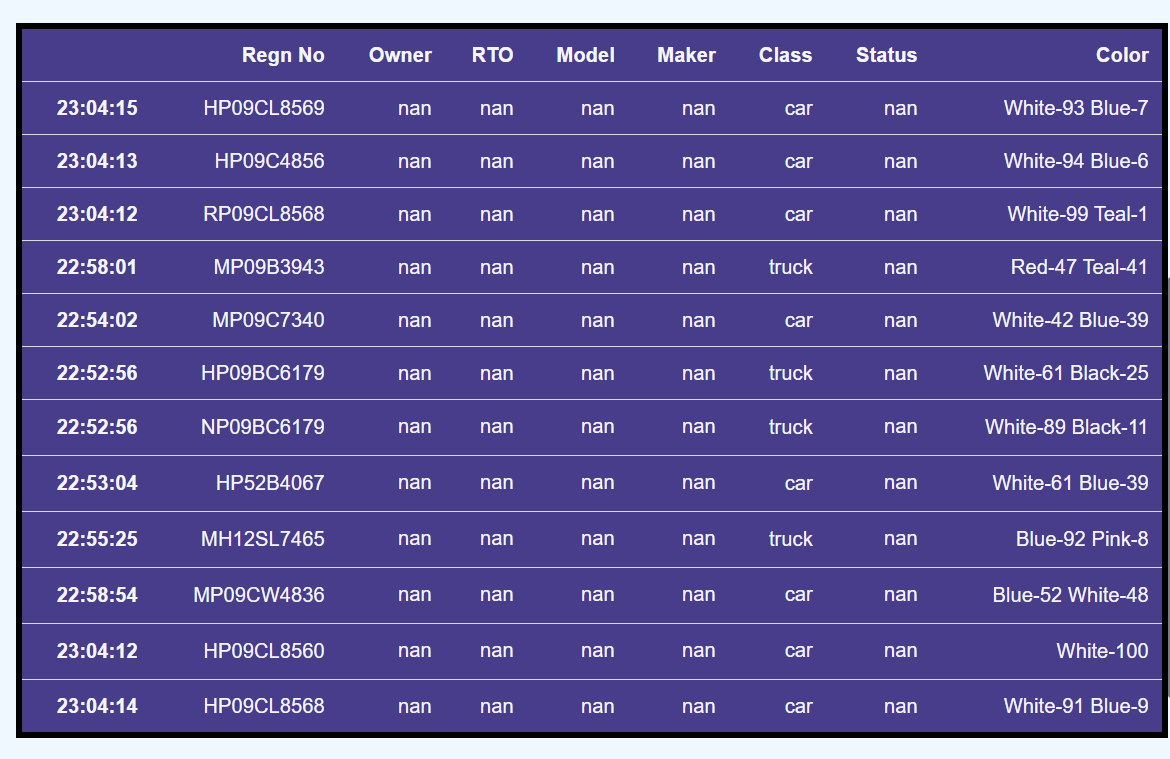 Regn No Owner RTO Model Maker Class Status Color
23:04:15 HP09CL8569 nan nan nan nan car nan White-93 Blue-7
23:04:13 HP09C4856 nan nan nan nan car nan White-94 Blue-6
23:04:12 RP09CL8568 nan nan nan nan car nan White-99 Teal-1
22:58:01 MP09B3943 nan nan nan nan truck nan Red-47 Teal-41
22:54:02 MP09C7340 nan nan nan nan car nan White-42 Blue-39
22:52:56 HP09BC6179 nan nan nan nan truck nan White-61 Black-25
22:52:56 NP09BC6179 nan nan nan nan truck nan White-89 Black-11
22:53:04 HP52B4067 nan nan nan nan car nan White-61 Blue-39
22:55:25 MH12SL7465 nan nan nan nan truck nan Blue-92 Pink-8
22:58:54 MP09CW4836 nan nan nan nan car nan Blue-52 White-48
23:04:12 HP09CL8560 nan nan nan nan car nan White-100
23:04:14 HP09CL8568 nan nan nan nan car nan White-91 Blue-9